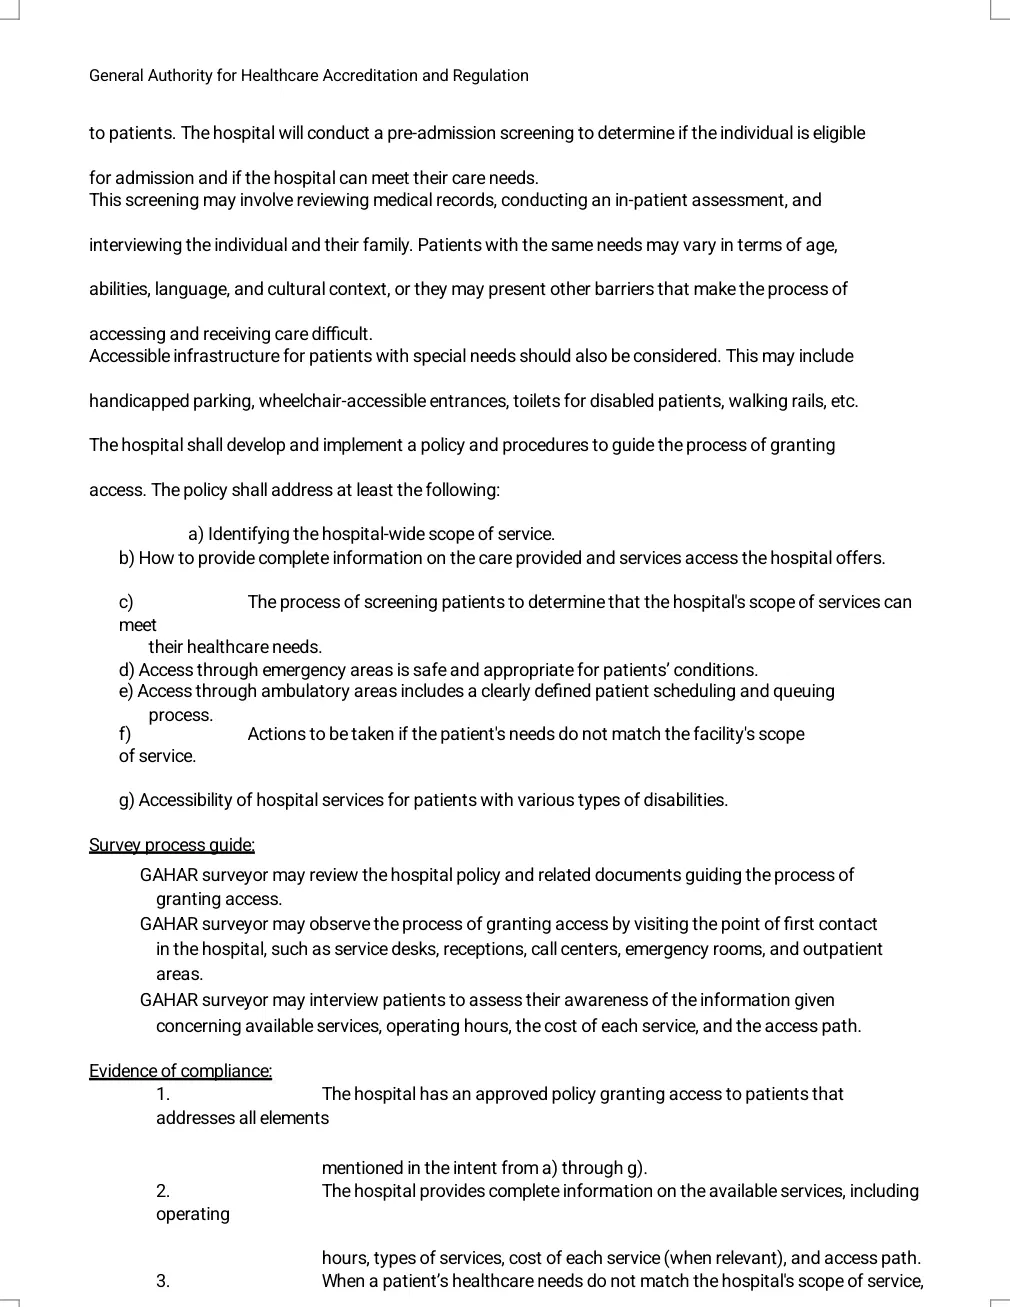 General Authority for Healthcare Accreditation and Regulation
to patients. The hospital will conduct a pre-admission screening to determine if the individual is eligible
for admission and if the hospital can meet their care needs.
This screening may involve reviewing medical records, conducting an in-patient assessment, and
interviewing the individual and their family. Patients with the same needs may vary in terms of age,
abilities, language, and cultural context, or they may present other barriers that make the process of
accessing and receiving care difficult.
Accessible infrastructure for patients with special needs should also be considered. This may include
handicapped parking, wheelchair-accessible entrances, toilets for disabled patients, walking rails, etc.
The hospital shall develop and implement a policy and procedures to guide the process of granting
access. The policy shall address at least the following:
a) Identifying the hospital-wide scope of service.
b) How to provide complete information on the care provided and services access the hospital offers.
c) The process of screening patients to determine that the hospital's scope of services can
meet
their healthcare needs.
d) Access through emergency areas is safe and appropriate for patients’ conditions.
e) Access through ambulatory areas includes a clearly defined patient scheduling and queuing
process.
f) Actions to be taken if the patient's needs do not match the facility's scope
of service.
g) Accessibility of hospital services for patients with various types of disabilities.
Survey process guide:
GAHAR surveyor may review the hospital policy and related documents guiding the process of
granting access.
GAHAR surveyor may observe the process of granting access by visiting the point of first contact
in the hospital, such as service desks, receptions, call centers, emergency rooms, and outpatient
areas.
GAHAR surveyor may interview patients to assess their awareness of the information given
concerning available services, operating hours, the cost of each service, and the access path.
Evidence of compliance:
1. The hospital has an approved policy granting access to patients that
addresses all elements
mentioned in the intent from a) through g).
2. The hospital provides complete information on the available services, including
operating
hours, types of services, cost of each service (when relevant), and access path.
3. When a patient’s healthcare needs do not match the hospital's scope of service,